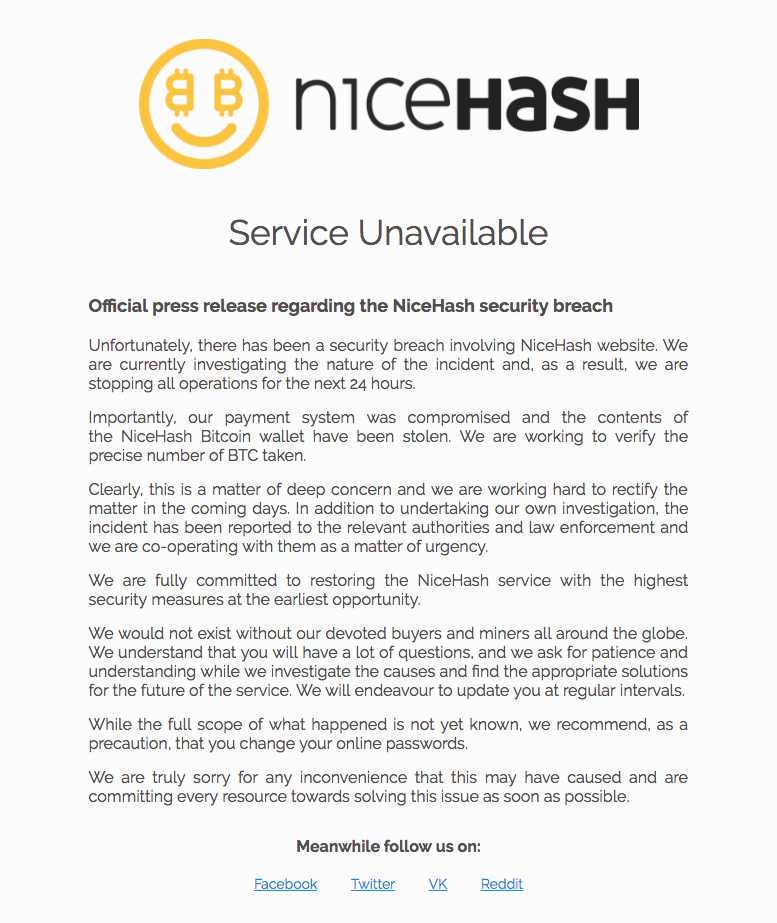 niceHaSH
Service Unavailable
Official press release regarding the NiceHash security breach
Unfortunately, there has been a security breach involving NiceHash website. We
are currently investigating the nature of the incident and, as a result, we are
stopping all operations for the next 24 hours.
Importantly, our payment system was compromised and the contents of
the NiceHash Bitcoin wallet have been stolen. We are working to verify the
precise number of BTC taken.
Clearly, this is a matter of deep concern and we are working hard to rectify the
matter in the coming days. In addition to undertaking our own investigation, the
incident has been reported to the relevant authorities and law enforcement and
we are co-operating with them as a matter of urgency.
We are fully committed to restoring the NiceHash service with the highest
security measures at the earliest opportunity.
We would not exist without our devoted buyers and miners all around the globe.
We understand that you will have a lot of questions, and we ask for patience and
understanding while we investigate the causes and find the appropriate solutions
for the future of the service. We will endeavour to update you at regular intervals.
While the full scope of what happened is not yet known, we recommend, as a
precaution, that you change your online passwords.
We are truly sorry for any inconvenience that this may have caused and are
committing every resource towards solving this issue as soon as possible.
Meanwhile follow us on:
Facebook Twitter VK Reddit